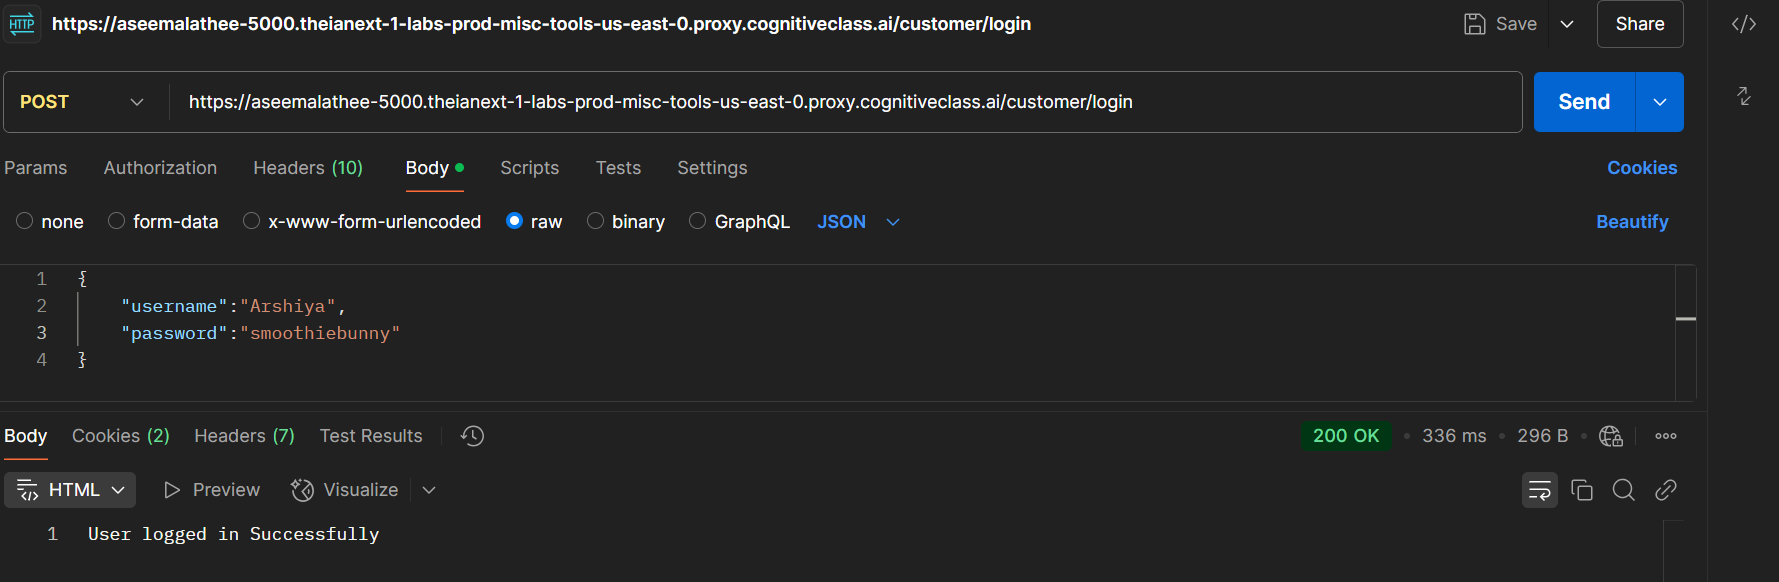 HTTP https://aseemalathee-5000.theianext-1-labs-prod-misc-tools-us-east-0.proxy.cognitiveclass.ai/customer/login Save Share
POST https://aseemalathee-5000.theianext-1-labs-prod-misc-tools-us-east-0.proxy.cognitiveclass.ai/customer/login Send
Params Authorization Headers (10) Body Scripts Tests Settings Cookies
none form-data x-www-form-urlencoded raw binary GraphQL JSON Beautify
1 {
2 "username":"Arshiya",
3 "password":"smoothiebunny"
4 }
Body Cookies (2) Headers (7) Test Results 200 OK • 336 ms • 296 B •
HTML Preview Visualize
1 User logged in Successfully